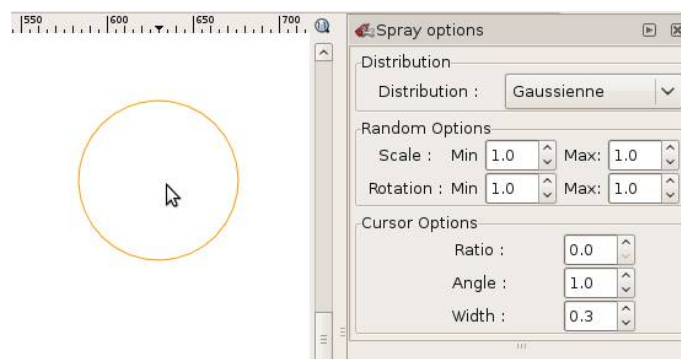 550 600 650 700
Spray options
Distribution
Distribution : Gaussienne
Random Options
Scale : Min 1.0 Max: 1.0
Rotation : Min 1.0 Max: 1.0
Cursor Options
Ratio : 0.0
Angle : 1.0
Width : 0.3